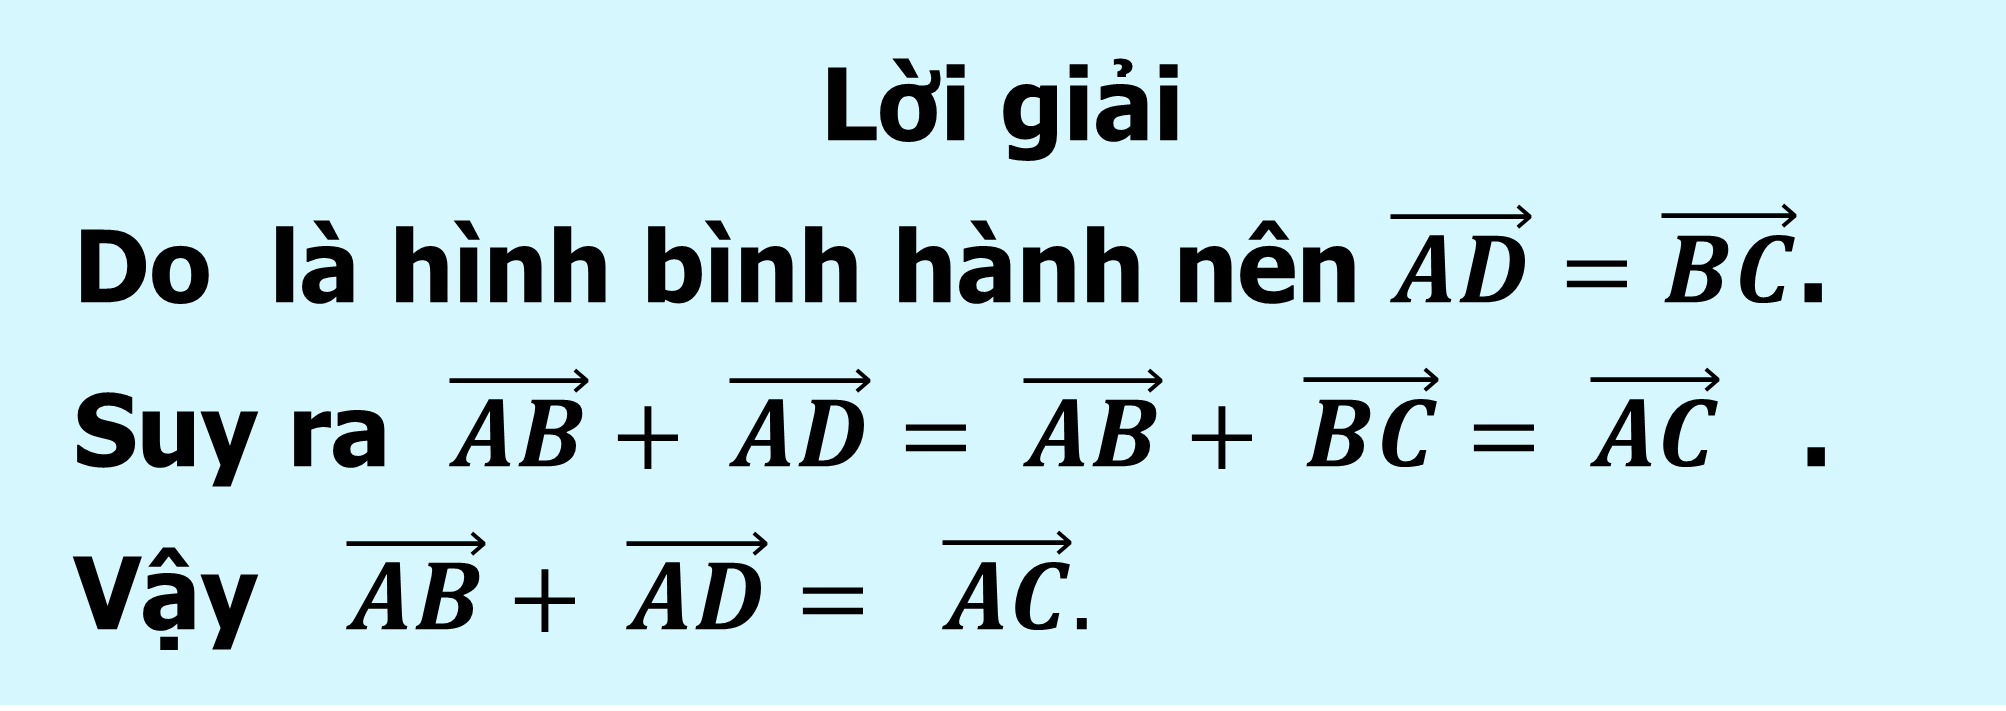 Lời giải
Do là hình bình hành nên $\overrightarrow{AD} = \overrightarrow{BC}$.
Suy ra $\overrightarrow{AB} + \overrightarrow{AD} = \overrightarrow{AB} + \overrightarrow{BC} = \overrightarrow{AC}$ .
Vậy $\overrightarrow{AB} + \overrightarrow{AD} = \overrightarrow{AC}$.